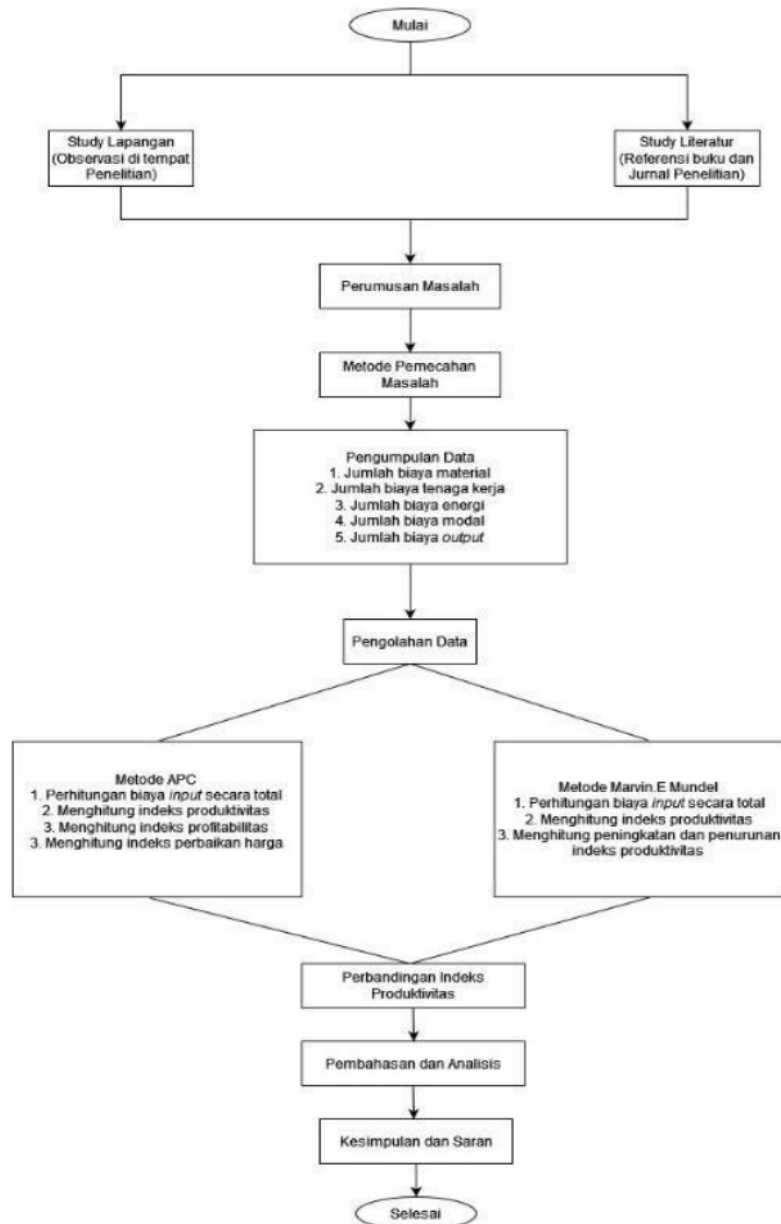 Mulai
Study Lapangan
(Observasi di tempat
Penelitian)
Study Literatur
(Referensi buku dan
Jurnal Penelitian)
Perumusan Masalah
Metode Pemecahan
Masalah
Pengumpulan Data
1. Jumlah biaya material
2. Jumlah biaya tenaga kerja
3. Jumlah biaya energi
4. Jumlah biaya modal
5. Jumlah biaya output
Pengolahan Data
Metode APC
1. Perhitungan biaya input secara total
2. Menghitung indeks produktivitas
3. Menghitung indeks profitabilitas
3. Menghitung indeks perbaikan harga
Metode Marvin.E Mundel
1. Perhitungan biaya input secara total
2. Menghitung indeks produktivitas
3. Menghitung peningkatan dan penurunan
indeks produktivitas
Perbandingan Indeks
Produktivitas
Pembahasan dan Analisis
Kesimpulan dan Saran
Selesai